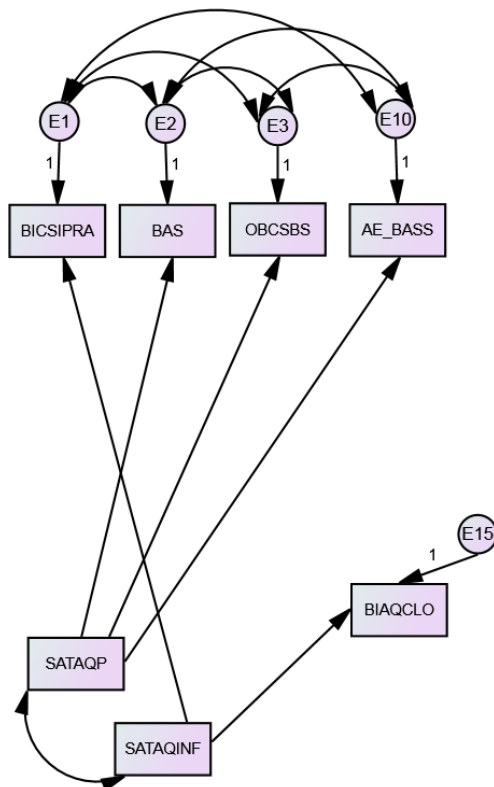 E1
E2
E3
E10
1
1
1
1
BICSIPRA
BAS
OBCSBS
AE_BASS
E15
1
BIAQCLO
SATAQP
SATAQINF